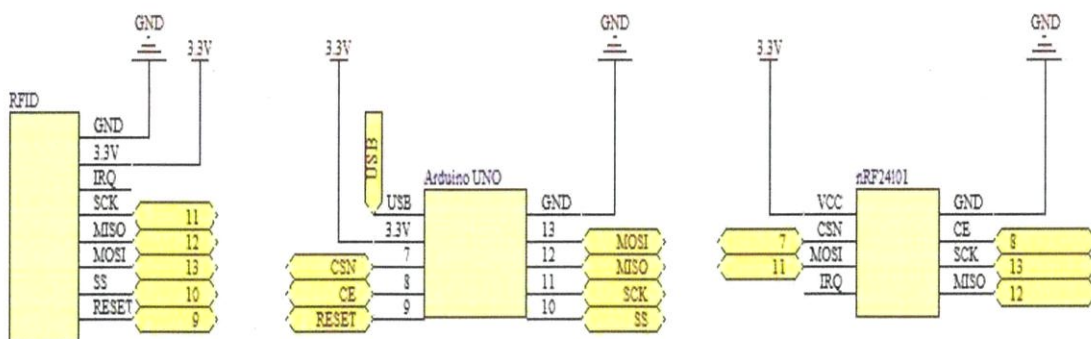 GND
3.3V
RFID
GND
3.3V
IRQ
SCK
11
MISO
12
MOSI
13
SS
10
RESET
9
3.3V
GND
USB
Arduino UNO
USB
GND
3.3V
13
MOSI
CSN
7
12
MISO
CE
8
11
SCK
RESET
9
10
SS
3.3V
GND
nRF24l01
VCC
GND
7
CSN
CE
8
11
MOSI
SCK
13
IRQ
MISO
12